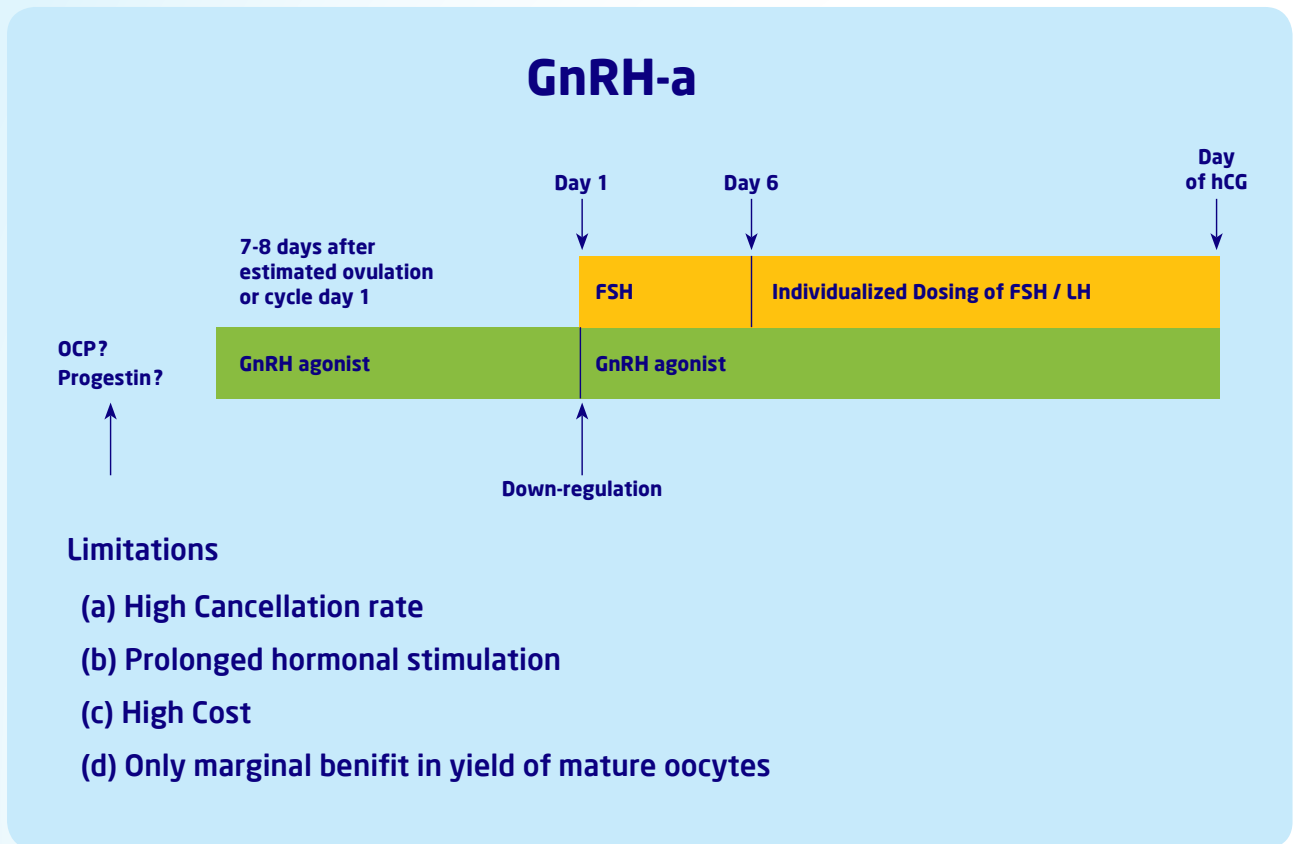 GnRH-a
Day
of hCG
Day 1
Day 6
7-8 days after
estimated ovulation
or cycle day 1
FSH
Individualized Dosing of FSH / LH
OCP?
Progestin?
GnRH agonist
GnRH agonist
Down-regulation
Limitations
(a) High Cancellation rate
(b) Prolonged hormonal stimulation
(c) High Cost
(d) Only marginal benifit in yield of mature oocytes